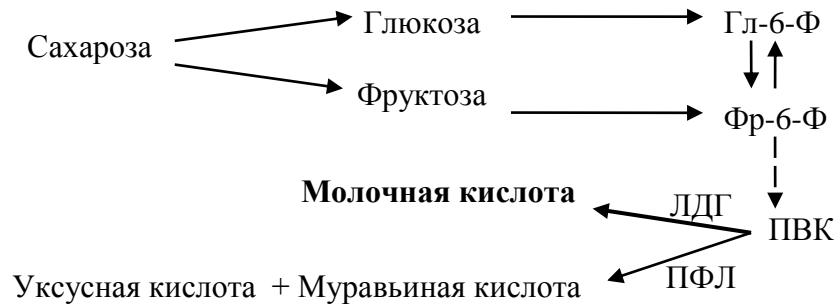 Глюкоза Гл-6-Ф
Сахароза
Фруктоза
Фр-6-Ф
Молочная кислота
ЛДГ
ПВК
Уксусная кислота + Муравьиная кислота ПФЛ